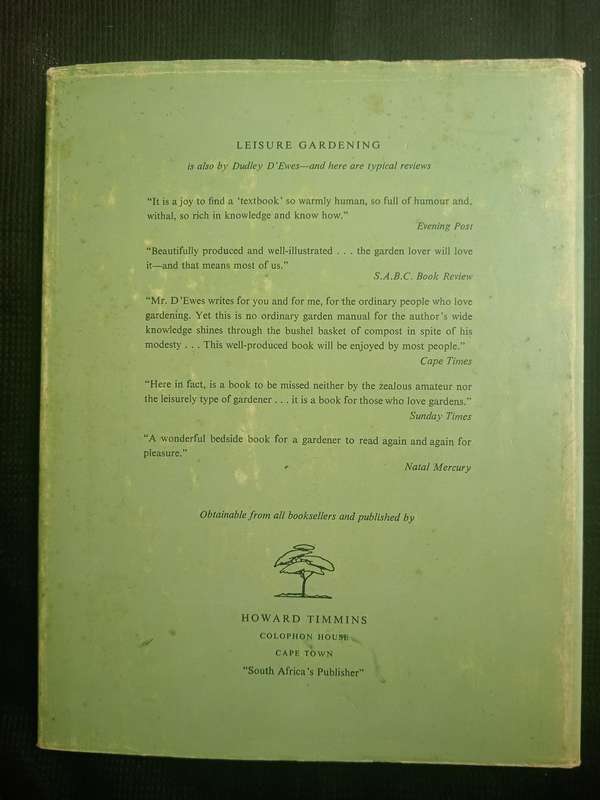 LEISURE GARDENING
is also by Dudley D'Ewes—and here are typical reviews
“It is a joy to find a ‘textbook’ so warmly human, so full of humour and,
withal, so rich in knowledge and know how.”
Evening Post
“Beautifully produced and well-illustrated . . . the garden lover will love
it—and that means most of us.”
S.A.B.C. Book Review
“Mr. D'Ewes writes for you and for me, for the ordinary people who love
gardening. Yet this is no ordinary garden manual for the author's wide
knowledge shines through the bushel basket of compost in spite of his
modesty . . . This well-produced book will be enjoyed by most people.”
Cape Times
“Here in fact, is a book to be missed neither by the zealous amateur nor
the leisurely type of gardener . . . it is a book for those who love gardens.”
Sunday Times
“A wonderful bedside book for a gardener to read again and again for
pleasure.”
Natal Mercury
Obtainable from all booksellers and published by
HOWARD TIMMINS
COLOPHON HOUSE
CAPE TOWN
"South Africa's Publisher"